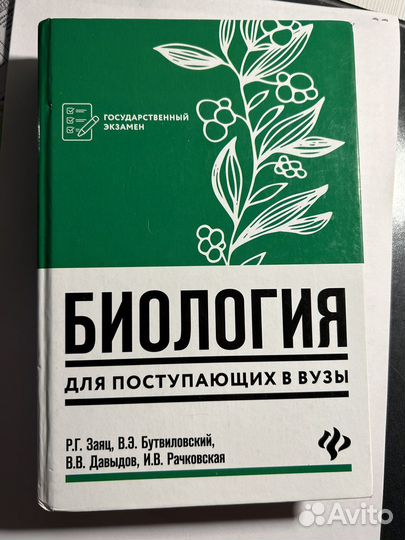 ГОСУДАРСТВЕННЫЙ
ЭКЗАМЕН
БИОЛОГИЯ
ДЛЯ ПОСТУПАЮЩИХ В ВУЗЫ
Р.Г. Заяц, В.Э. Бутвиловский,
В.В. Давыдов, И.В. Рачковская
Avito